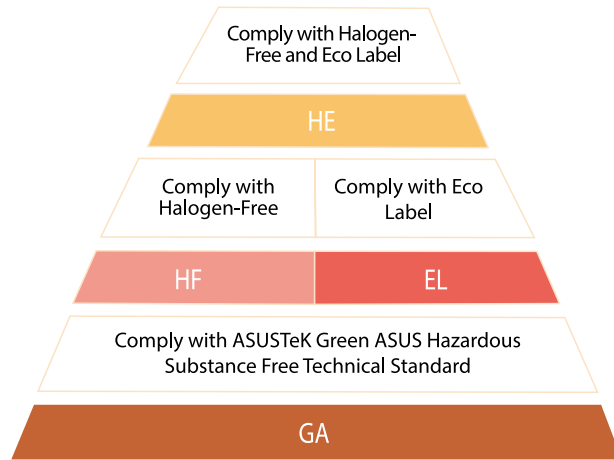 Comply with Halogen-
Free and Eco Label
HE
Comply with
Halogen-Free
Comply with Eco
Label
HF
EL
Comply with ASUSTeK Green ASUS Hazardous
Substance Free Technical Standard
GA